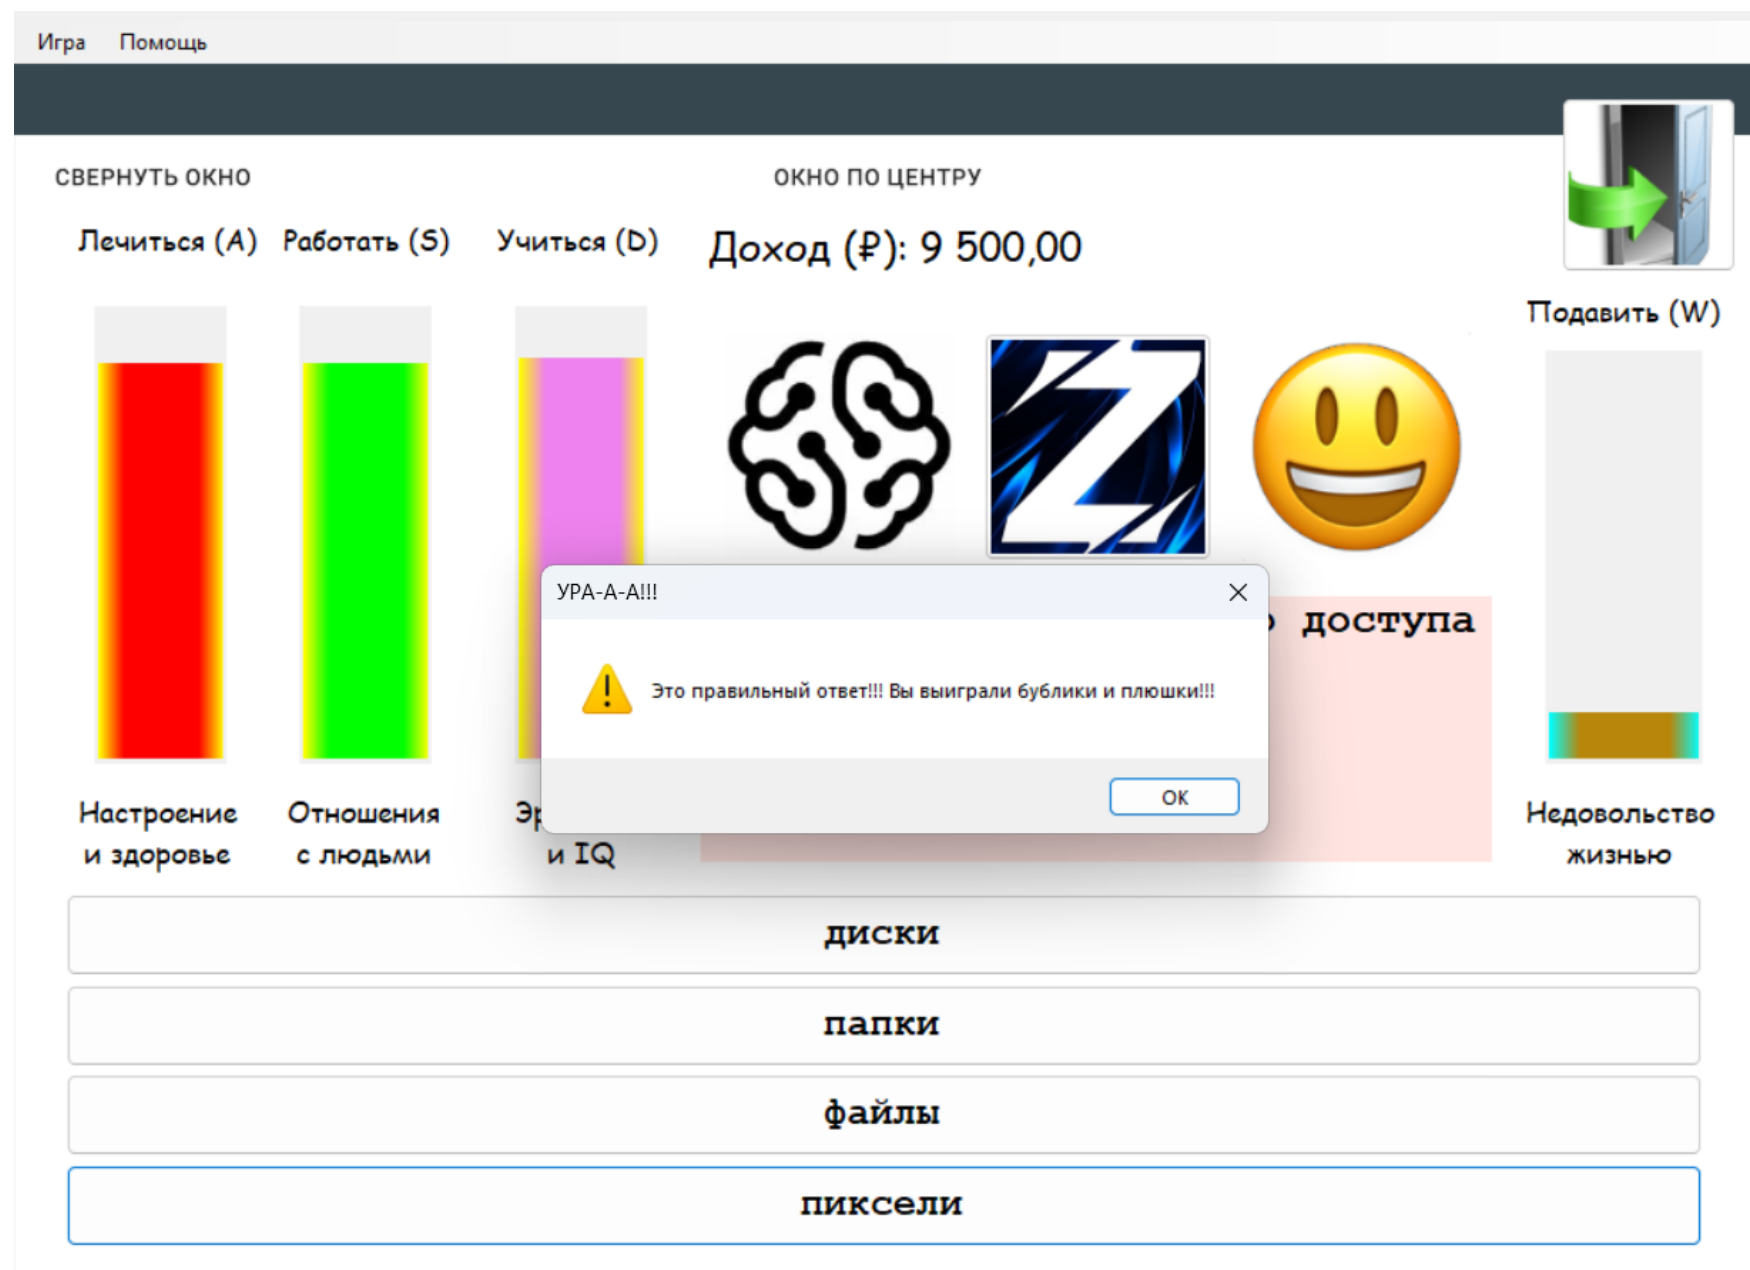 Игра Помощь
СВЕРНУТЬ ОКНО ОКНО ПО ЦЕНТРУ
Лечиться (A) Работать (S) Учиться (D) Доход (₽): 9 500,00
Подавить (W)
УРА-А-А!!!
доступа
Это правильный ответ!!! Вы выиграли бублики и плюшки!!!
OK
Настроение
и здоровье
Отношения
с людьми
и IQ
Недовольство
жизнью
диски
папки
файлы
пиксели